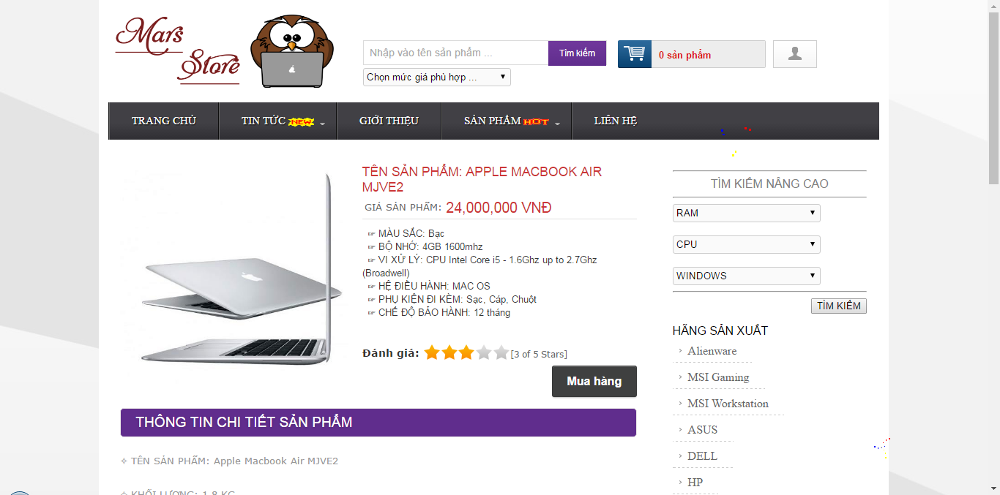 Mars
Store
Nhập vào tên sản phẩm ...
Tìm kiếm
0 sản phẩm
Chọn mức giá phù hợp ...
TRANG CHỦ
TIN TỨC NEW
GIỚI THIỆU
SẢN PHẨM HOT
LIÊN HỆ
TÊN SẢN PHẨM: APPLE MACBOOK AIR
MJVE2
GIÁ SẢN PHẨM: 24,000,000 VNĐ
☞ MÀU SẮC: Bạc
☞ BỘ NHỚ: 4GB 1600mhz
☞ VI XỬ LÝ: CPU Intel Core i5 - 1.6Ghz up to 2.7Ghz
(Broadwell)
☞ HỆ ĐIỀU HÀNH: MAC OS
☞ PHỤ KIÊN ĐI KÈM: Sạc, Cáp, Chuột
☞ CHẾ ĐỘ BẢO HÀNH: 12 tháng
Đánh giá: [3 of 5 Stars]
Mua hàng
THÔNG TIN CHI TIẾT SẢN PHẨM
✧ TÊN SẢN PHẨM: Apple Macbook Air MJVE2
✧ KHỐI LƯỢNG: 1.8 KG
TÌM KIẾM NÂNG CAO
RAM
CPU
WINDOWS
TÌM KIẾM
HÃNG SẢN XUẤT
› Alienware
› MSI Gaming
› MSI Workstation
› ASUS
› DELL
› HP